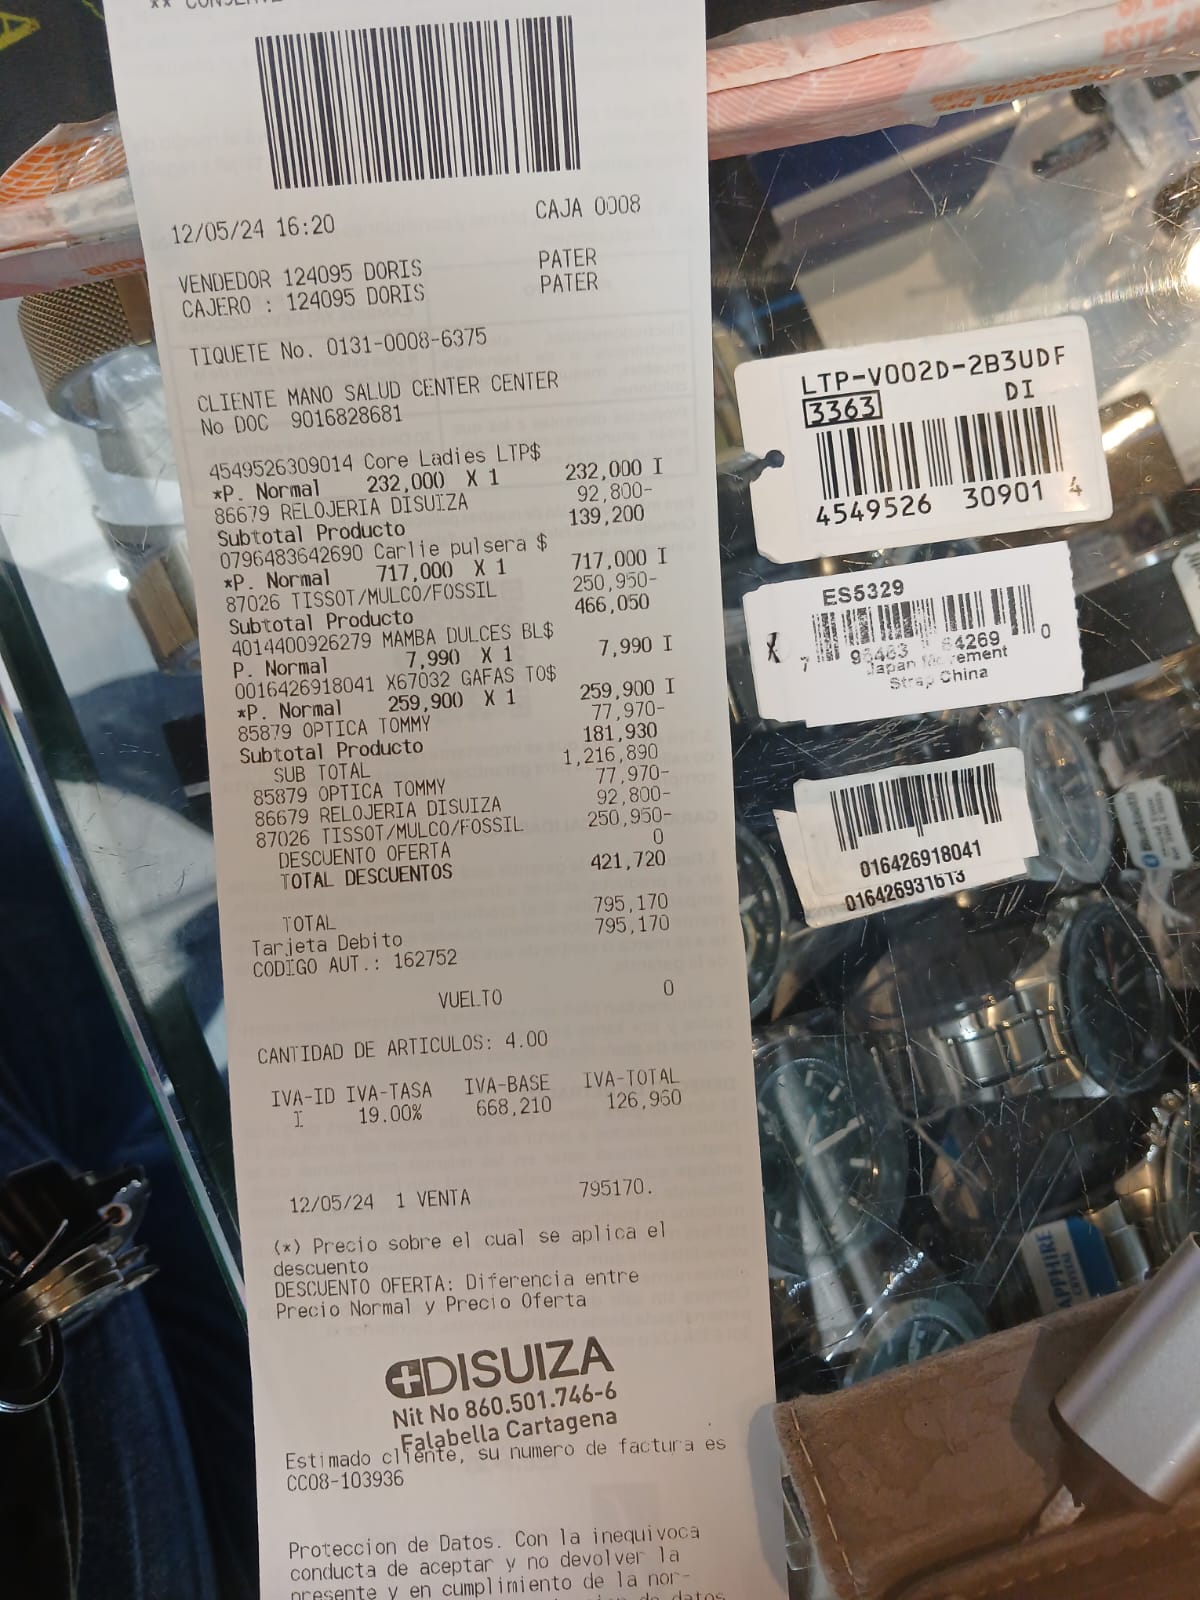 12/05/24 16:20 CAJA 0008
VENDEDOR 124095 DORIS PATER
CAJERO : 124095 DORIS PATER
TIQUETE No. 0131-0008-6375
CLIENTE MANO SALUD CENTER CENTER
No DOC 9016828681
4549526309014 Core Ladies LTP$
*P. Normal 232,000 X 1 232,000 I
86679 RELOJERIA DISUIZA 92,800-
Subtotal Producto 139,200
0796483642690 Carlie pulsera $
*P. Normal 717,000 X 1 717,000 I
87026 TISSOT/MULCO/FOSSIL 250,950-
Subtotal Producto 466,050
4014400926279 MAMBA DULCES BL$
P. Normal 7,990 X 1 7,990 I
0016426918041 X67032 GAFAS TO$
*P. Normal 259,900 X 1 259,900 I
85879 OPTICA TOMMY 77,970-
Subtotal Producto 181,930
SUB TOTAL 1,216,890
85879 OPTICA TOMMY 77,970-
86679 RELOJERIA DISUIZA 92,800-
87026 TISSOT/MULCO/FOSSIL 250,950-
DESCUENTO OFERTA 0
TOTAL DESCUENTOS 421,720
TOTAL 795,170
Tarjeta Debito 795,170
CODIGO AUT.: 162752
VUELTO 0
CANTIDAD DE ARTICULOS: 4.00
IVA-ID IVA-TASA IVA-BASE IVA-TOTAL
I 19.00% 668,210 126,960
12/05/24 1 VENTA 795170.
(*) Precio sobre el cual se aplica el
descuento
DESCUENTO OFERTA: Diferencia entre
Precio Normal y Precio Oferta
DISUIZA
Nit No 860.501.746-6
Falabella Cartagena
Estimado cliente, su numero de factura es
CC08-103936
Proteccion de Datos. Con la inequivoca
conducta de aceptar y no devolver la
presente y en cumplimiento de la nor-
de datos
LTP-V002D-2B3UDF
3363 DI
4549526 30901 4
ES5329
7 96483 64269 0
Japan Movement
Strap China
016426918041
016426931613
SAPPHIRE
CRYSTAL